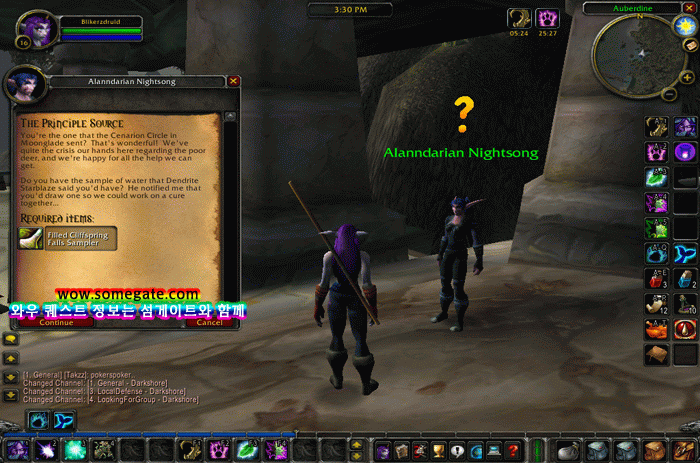 3:30 PM
Auberdine
Blikerzdruid
16
05:24
25:27
N
Alanndarian Nightsong
The Principle Source
You're the one that the Cenarion Circle in
Moonglade sent? That's wonderful! We've
quite the crisis our hands here regarding the poor
deer, and we're happy for all the help we can
get.
Do you have the sample of water that Dendrite
Starblaze said you'd have? He notified me that
you'd draw one so we could work on a cure
together...
Required items:
Filled Cliffspring
Falls Sampler
www.somegate.com
와우 퀘스트 정보는 섬게이트와 함께
Continue
Cancel
?
Alanndarian Nightsong
[1. General] [Takzz]: pokerspoker..
Changed Channel: [1. General - Darkshore]
Changed Channel: [3. LocalDefense - Darkshore]
Changed Channel: [4. LookingForGroup - Darkshore]